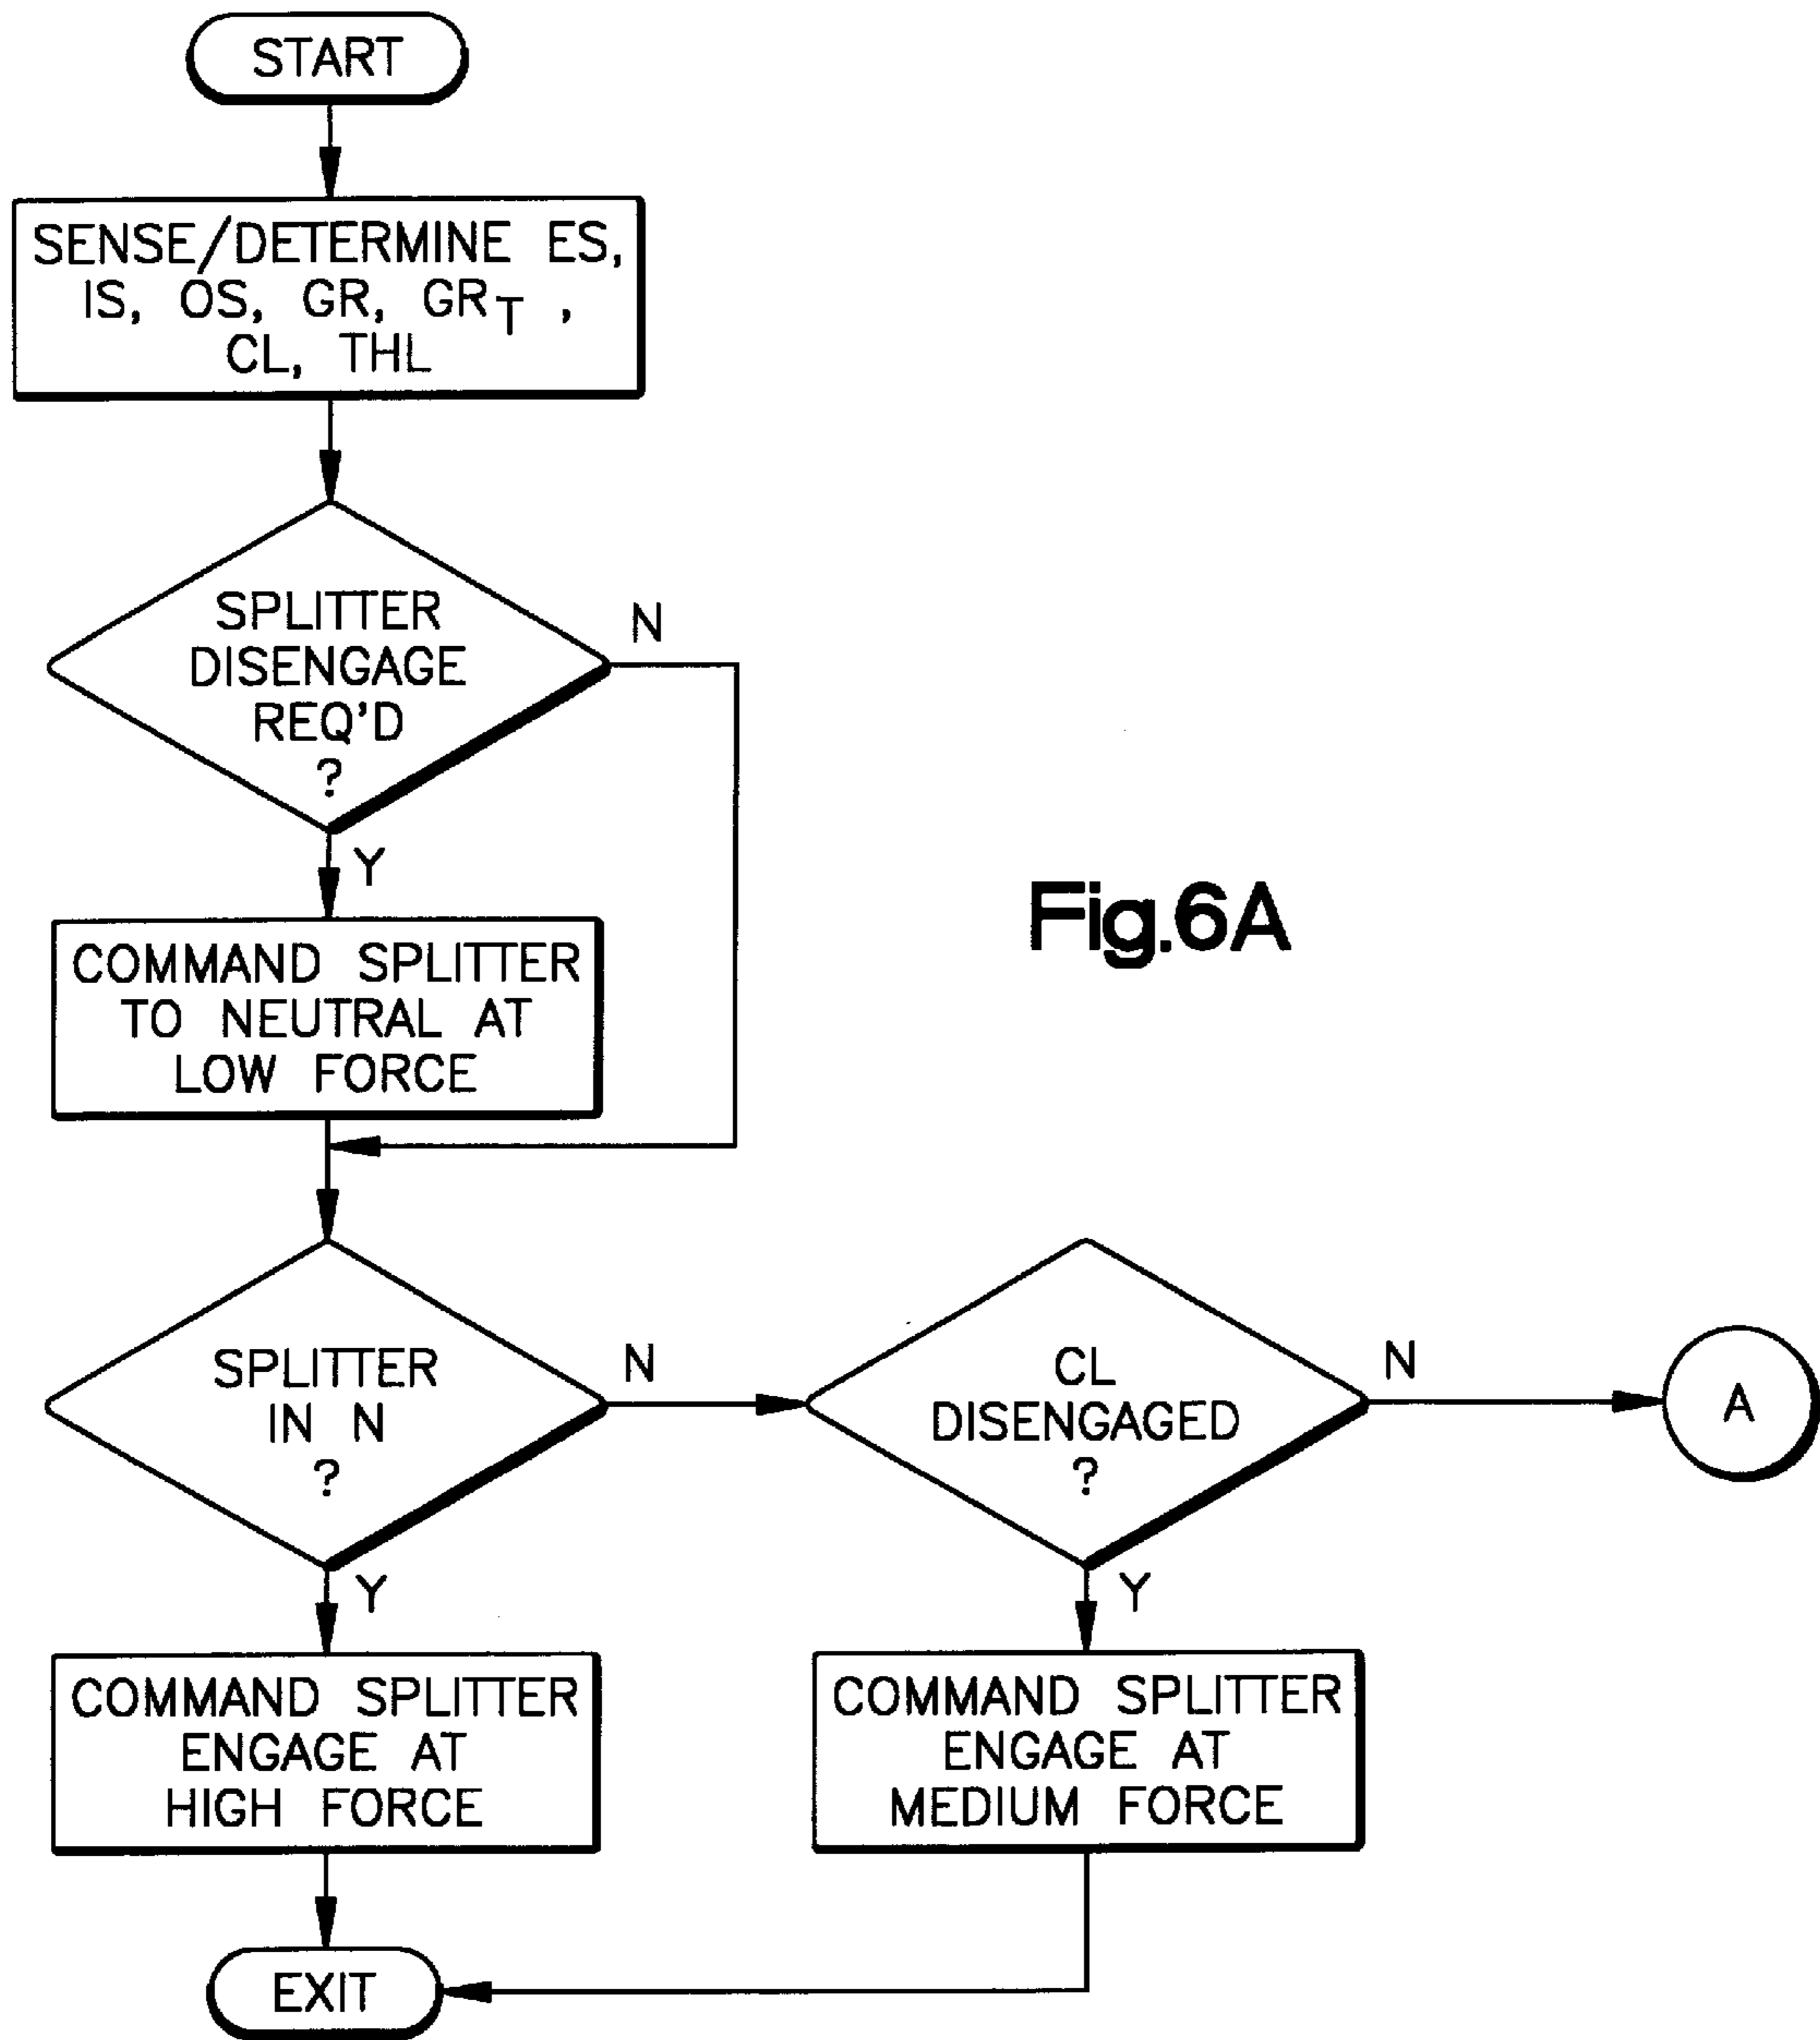 START
SENSE/DETERMINE ES,
IS, OS, GR, GR_T ,
CL, THL
SPLITTER
DISENGAGE
REQ'D
?
N
Y
COMMAND SPLITTER
TO NEUTRAL AT
LOW FORCE
Fig.6A
SPLITTER
IN N
?
N
Y
CL
DISENGAGED
?
N
Y
A
COMMAND SPLITTER
ENGAGE AT
HIGH FORCE
COMMAND SPLITTER
ENGAGE AT
MEDIUM FORCE
EXIT